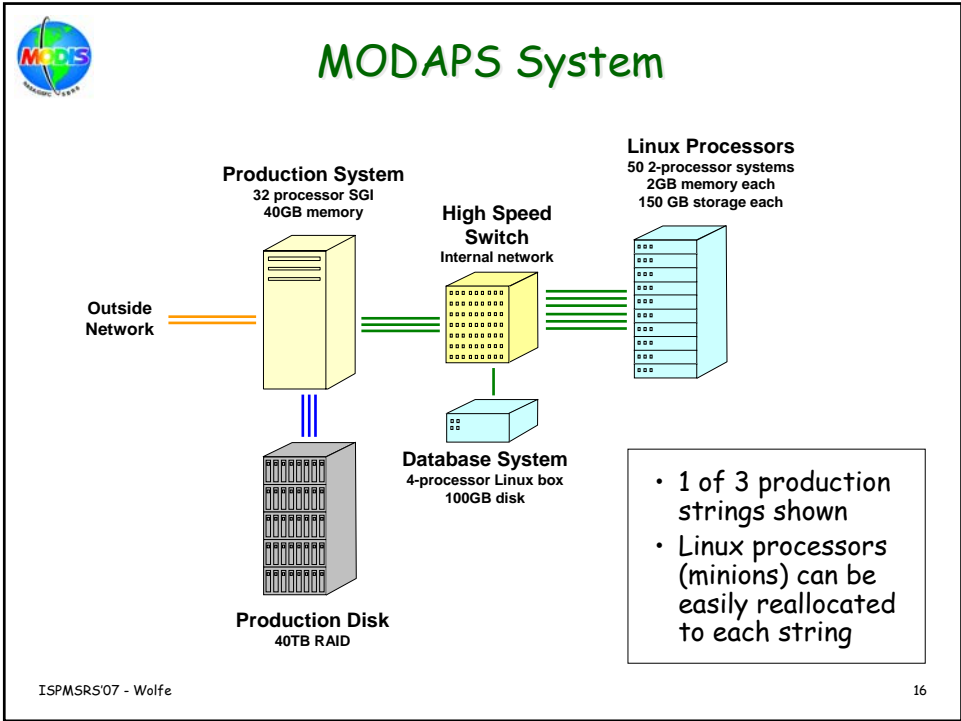 MODIS
MODAPS System
Linux Processors
50 2-processor systems
2GB memory each
150 GB storage each
Production System
32 processor SGI
40GB memory
High Speed
Switch
Internal network
Outside
Network
Database System
4-processor Linux box
100GB disk
Production Disk
40TB RAID
• 1 of 3 production
strings shown
• Linux processors
(minions) can be
easily reallocated
to each string
ISPMSRS'07 - Wolfe
16